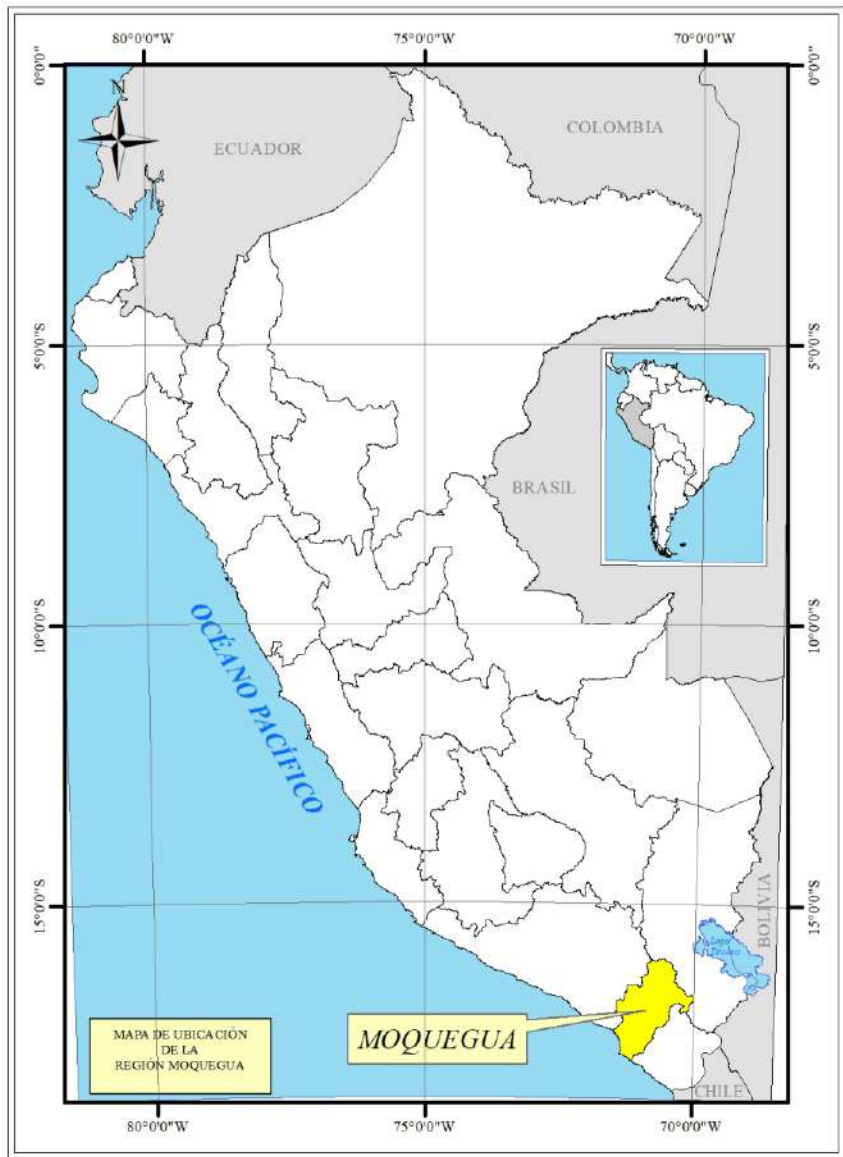 80°0'0"W 75°0'0"W 70°0'0"W
0°0'0" 0°0'0"
N
COLOMBIA
ECUADOR
5°0'0"S 5°0'0"S
BRASIL
10°0'0"S 10°0'0"S
OCÉANO PACÍFICO
15°0'0"S 15°0'0"S
BOLIVIA
Lago
MOQUEGUA
MAPA DE UBICACIÓN
DE LA
REGIÓN MOQUEGUA
CHILE
80°0'0"W 75°0'0"W 70°0'0"W